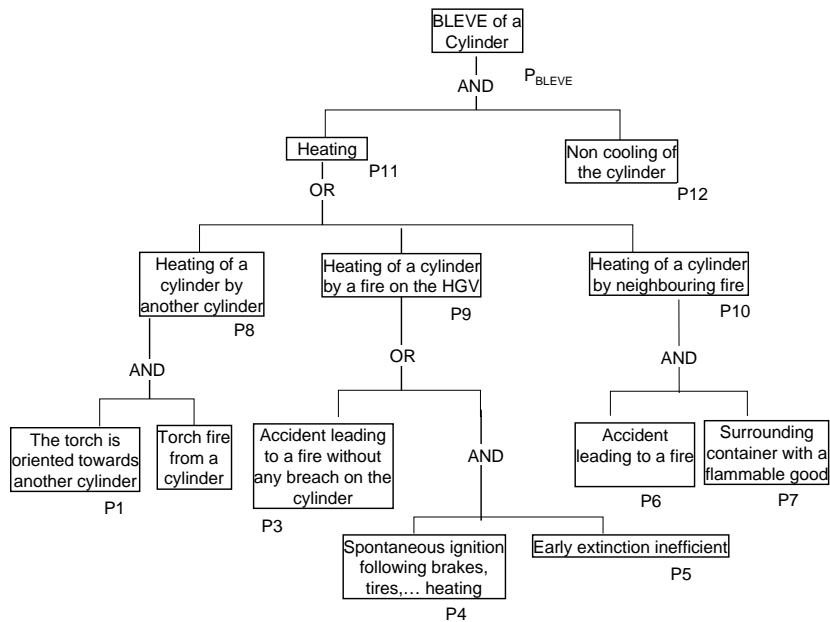 BLEVE of a
Cylinder
P_BLEVE
AND
Heating
P11
Non cooling of
the cylinder
P12
OR
Heating of a
cylinder by
another cylinder
P8
Heating of a cylinder
by a fire on the HGV
P9
Heating of a cylinder
by neighbouring fire
P10
AND
OR
AND
The torch is
oriented towards
another cylinder
P1
Torch fire
from a
cylinder
Accident leading
to a fire without
any breach on the
cylinder
P3
AND
Accident
leading to a fire
P6
Surrounding
container with a
flammable good
P7
Spontaneous ignition
following brakes,
tires,... heating
P4
Early extinction inefficient
P5